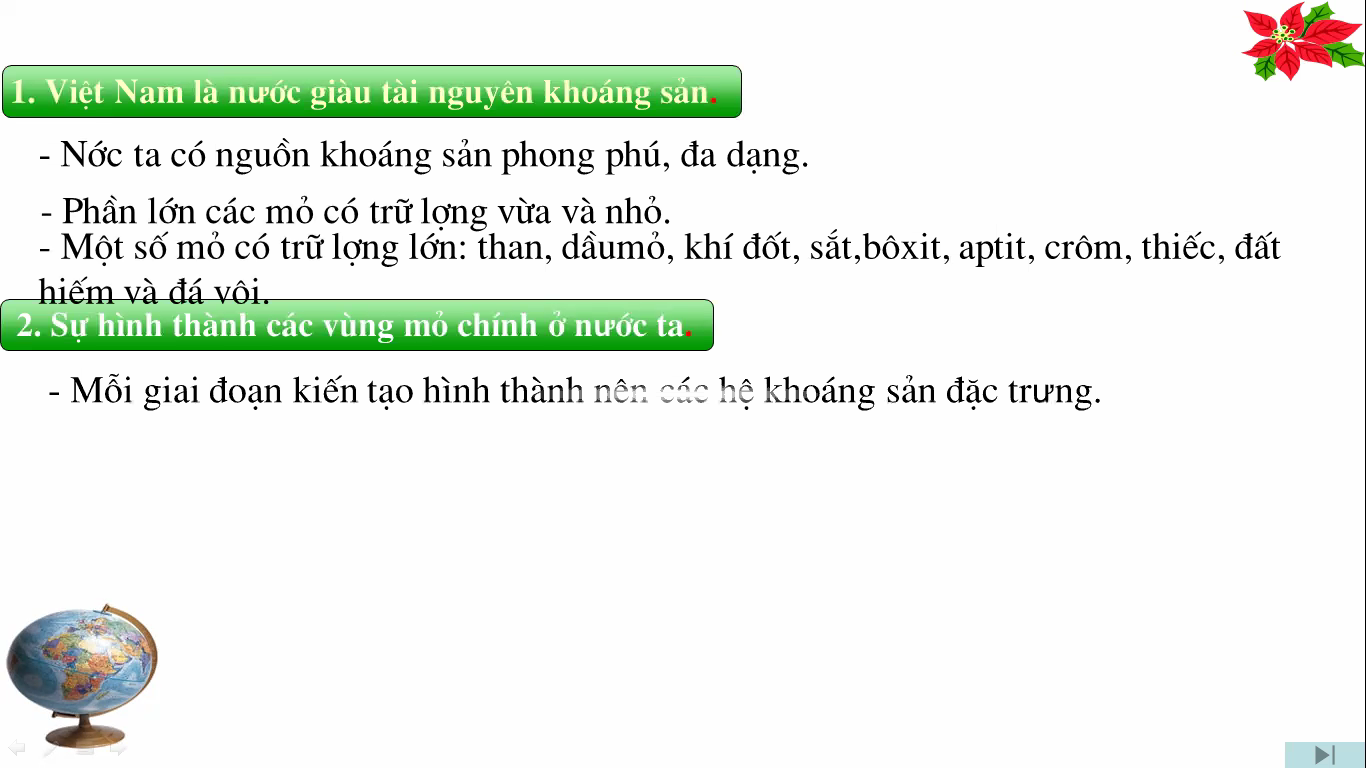 1. Việt Nam là nước giàu tài nguyên khoáng sản.
- Nớc ta có nguồn khoáng sản phong phú, đa dạng.
- Phần lớn các mỏ có trữ lợng vừa và nhỏ.
- Một số mỏ có trữ lợng lớn: than, dầumỏ, khí đốt, sắt,bôxit, aptit, crôm, thiếc, đất
hiếm và đá vôi.
2. Sự hình thành các vùng mỏ chính ở nước ta.
- Mỗi giai đoạn kiến tạo hình thành nên các hệ khoáng sản đặc trưng.